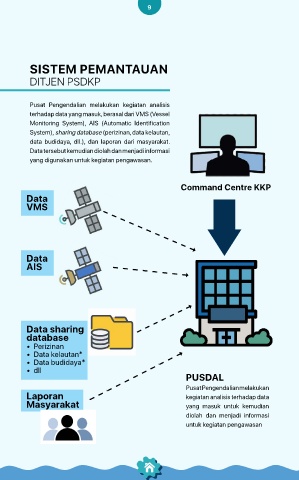 9
SISTEM PEMANTAUAN
DITJEN PSDKP
Pusat Pengendalian melakukan kegiatan analisis
terhadap data yang masuk, berasal dari VMS (Vessel
Monitoring System), AIS (Automatic Identification
System), sharing database (perizinan, data kelautan,
data budidaya, dll.), dan laporan dari masyarakat.
Data tersebut kemudian diolah dan menjadi informasi
yang digunakan untuk kegiatan pengawasan.
Command Centre KKP
Data
VMS
Data
AIS
Data sharing
database
• Perizinan
• Data kelautan*
• Data budidaya*
• dll
Laporan
Masyarakat
PUSDAL
Pusat Pengendalian melakukan
kegiatan analisis terhadap data
yang masuk untuk kemudian
diolah dan menjadi informasi
untuk kegiatan pengawasan